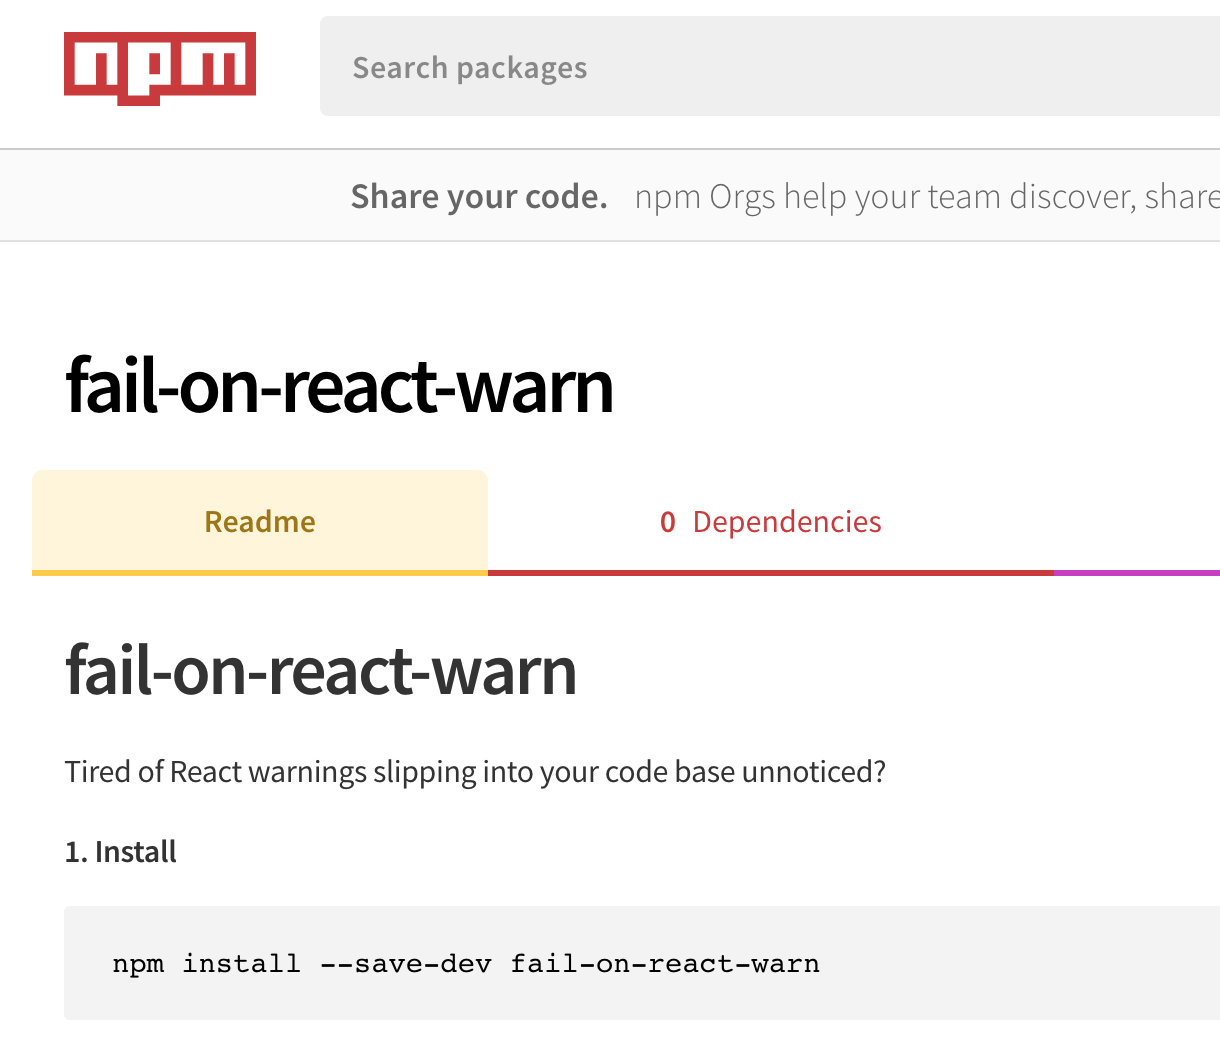 npm
Search packages
Share your code. npm Orgs help your team discover, share
fail-on-react-warn
Readme
0 Dependencies
fail-on-react-warn
Tired of React warnings slipping into your code base unnoticed?
1. Install
npm install --save-dev fail-on-react-warn